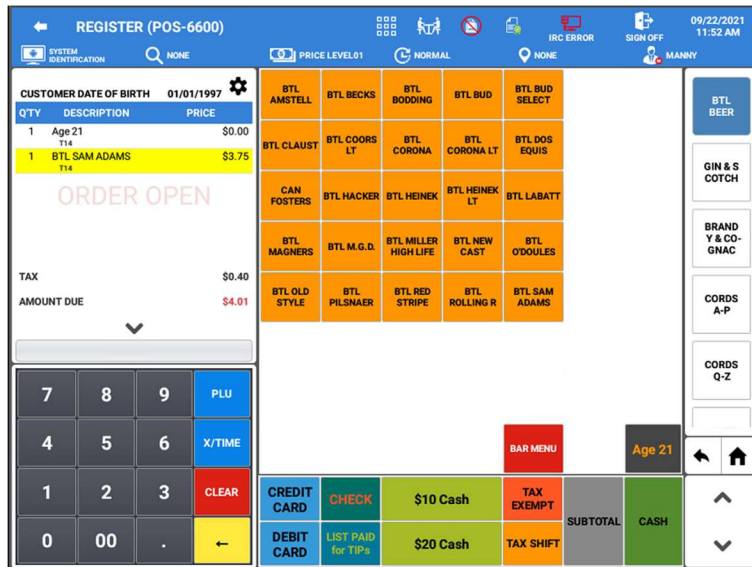 REGISTER (POS-6600)
IRC ERROR
SIGN OFF
09/22/2021
11:52 AM
SYSTEM
IDENTIFICATION
NONE
PRICE LEVEL01
NORMAL
NONE
MANNY
CUSTOMER DATE OF BIRTH 01/01/1997
Q'TY DESCRIPTION PRICE
1 Age 21 $0.00
T14
1 BTL SAM ADAMS $3.75
T14
ORDER OPEN
TAX $0.40
AMOUNT DUE $4.01
7 8 9 PLU
4 5 6 X/TIME
1 2 3 CLEAR
0 00 . ←
BTL
AMSTELL
BTL BECKS
BTL
BODDING
BTL BUD
BTL BUD
SELECT
BTL CLAUST
BTL COORS
LT
BTL
CORONA
BTL
CORONA LT
BTL DOS
EQUIS
CAN
FOSTERS
BTL HACKER
BTL HEINEK
BTL HEINEK
LT
BTL LABATT
BTL
MAGNERS
BTL M.G.D.
BTL MILLER
HIGH LIFE
BTL NEW
CAST
BTL
O'DOULES
BTL OLD
STYLE
BTL
PILSNAER
BTL RED
STRIPE
BTL
ROLLING R
BTL SAM
ADAMS
BAR MENU
Age 21
CREDIT
CARD
CHECK
$10 Cash
TAX
EXEMPT
SUBTOTAL
CASH
DEBIT
CARD
LIST PAID
for TIPs
$20 Cash
TAX SHIFT
BTL
BEER
GIN & S
COTCH
BRAND
Y & CO-
GNAC
CORDS
A-P
CORDS
Q-Z